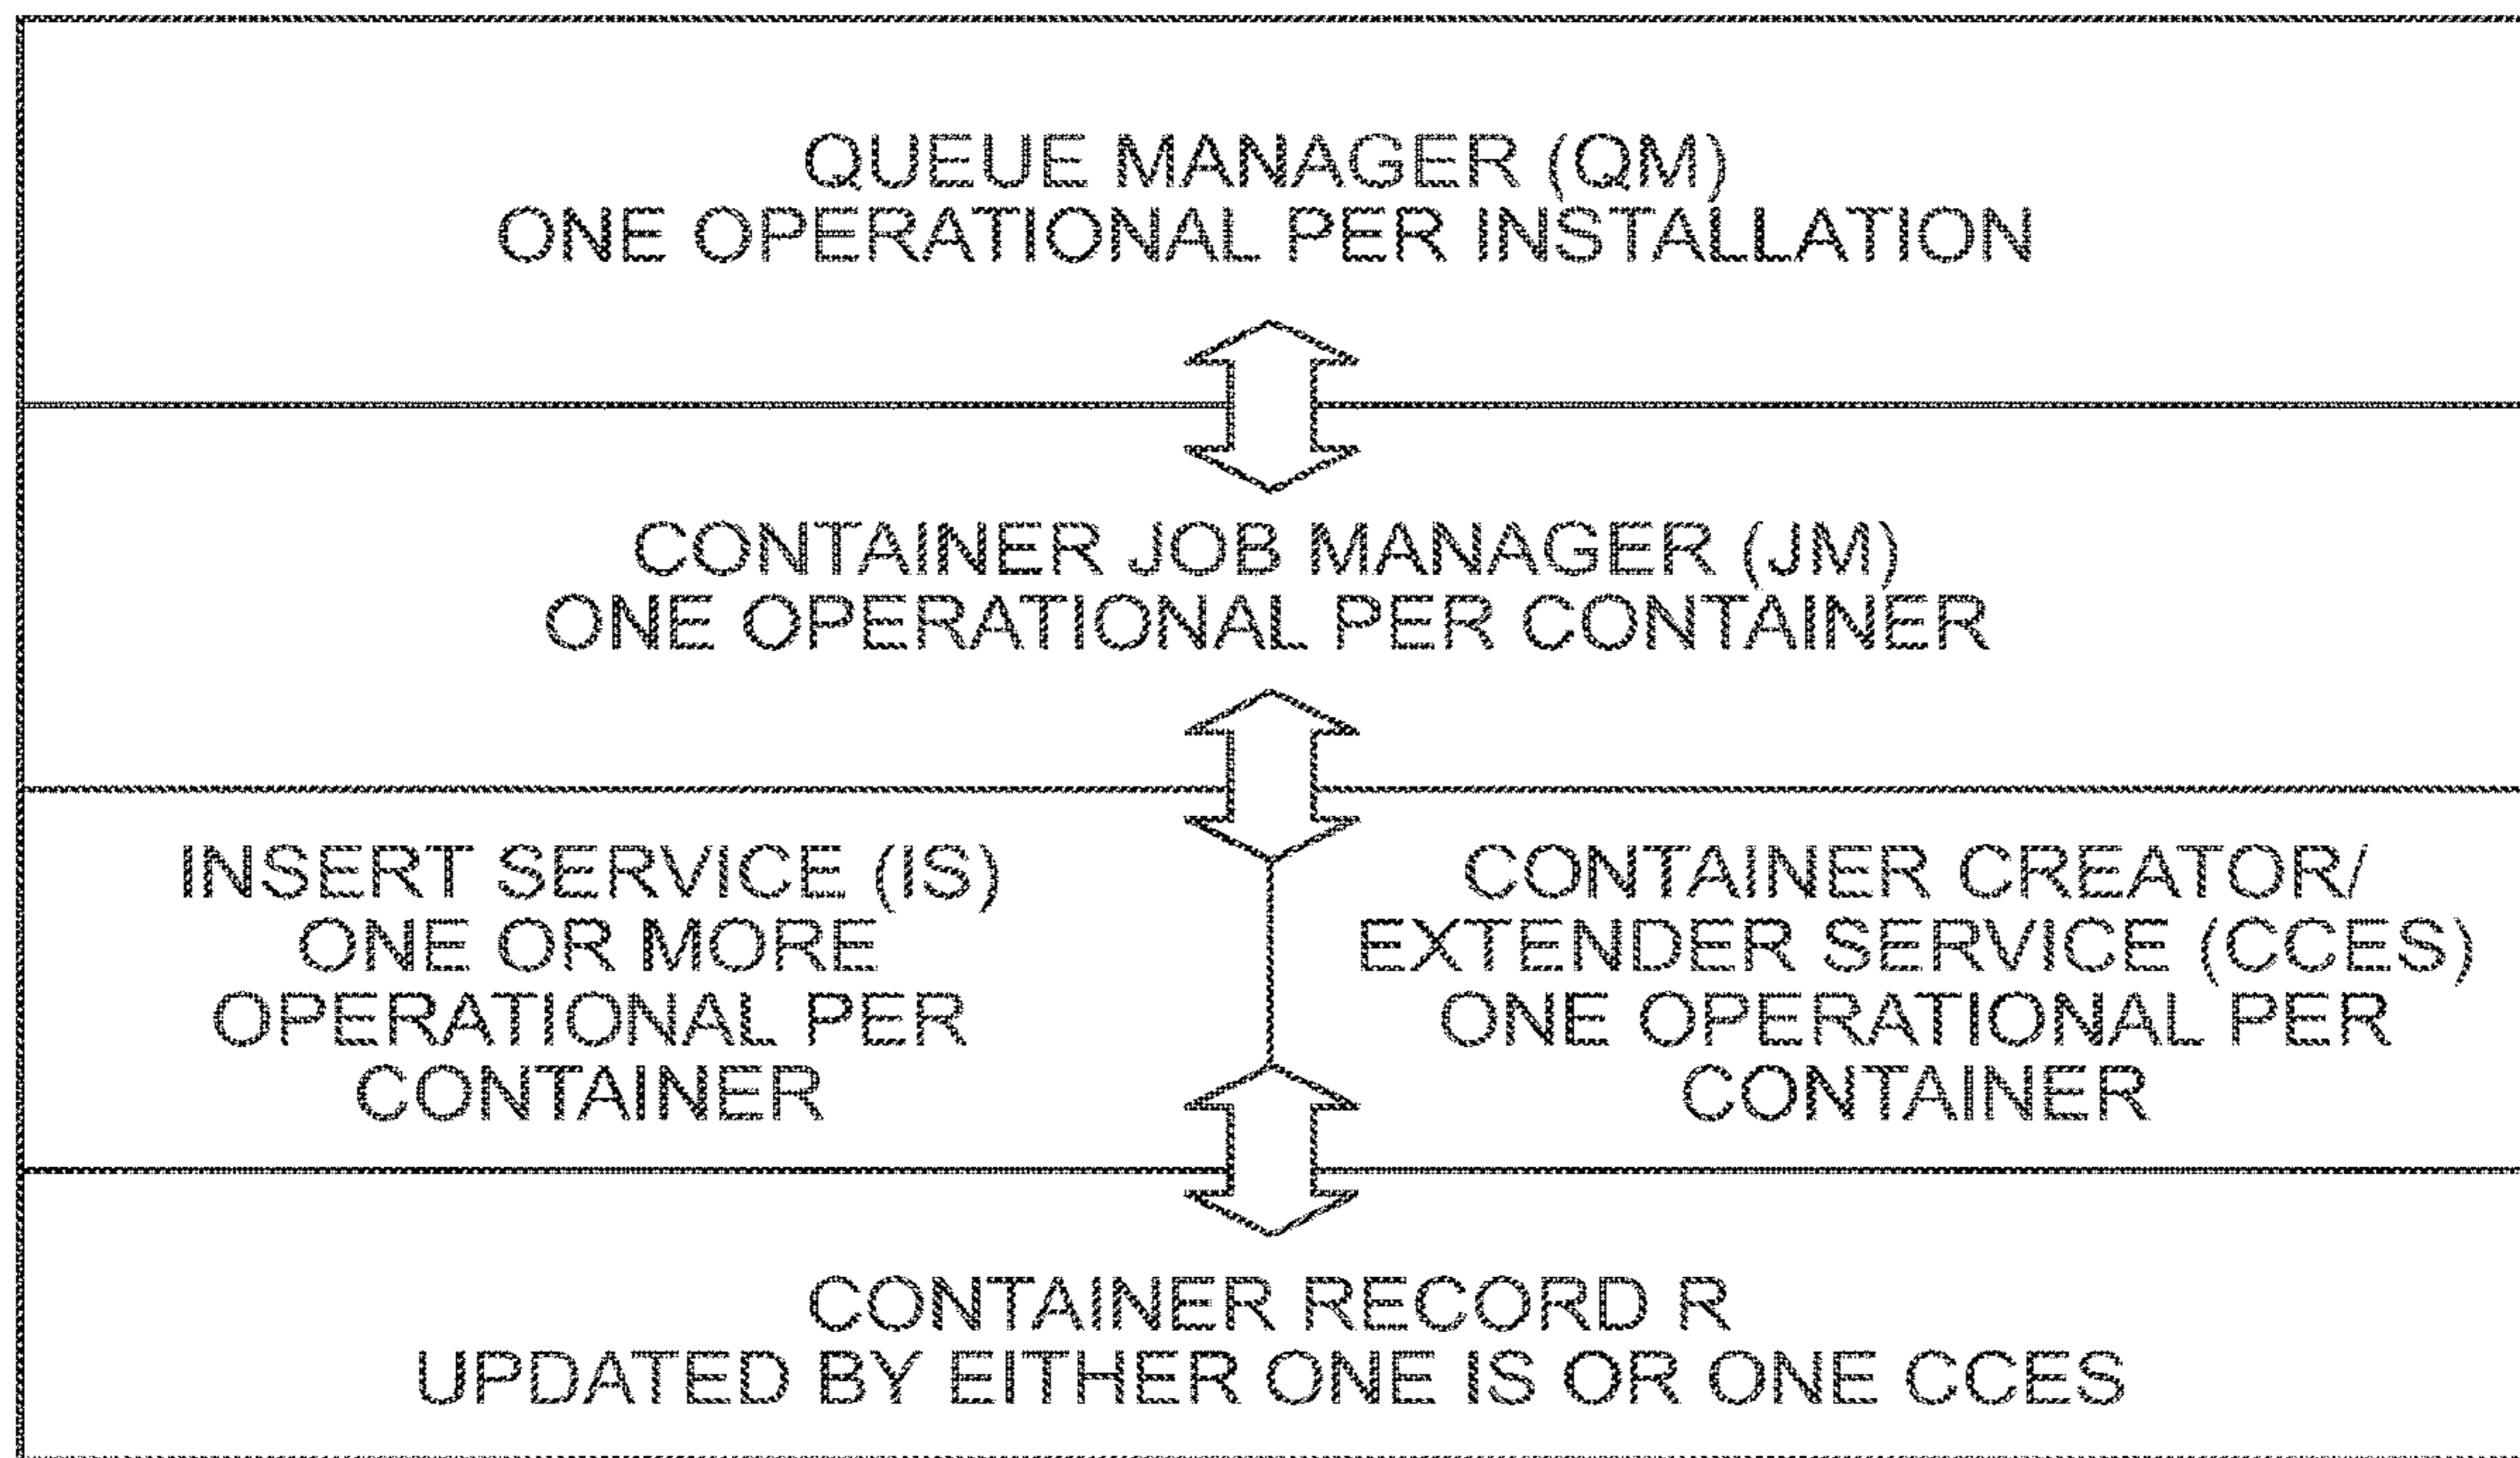 QUEUE MANAGER (QM)
ONE OPERATIONAL PER INSTALLATION
CONTAINER JOB MANAGER (JM)
ONE OPERATIONAL PER CONTAINER
INSERT SERVICE (IS)
ONE OR MORE
OPERATIONAL PER
CONTAINER
CONTAINER CREATOR/
EXTENDER SERVICE (CCES)
ONE OPERATIONAL PER
CONTAINER
CONTAINER RECORD R
UPDATED BY EITHER ONE IS OR ONE CCES